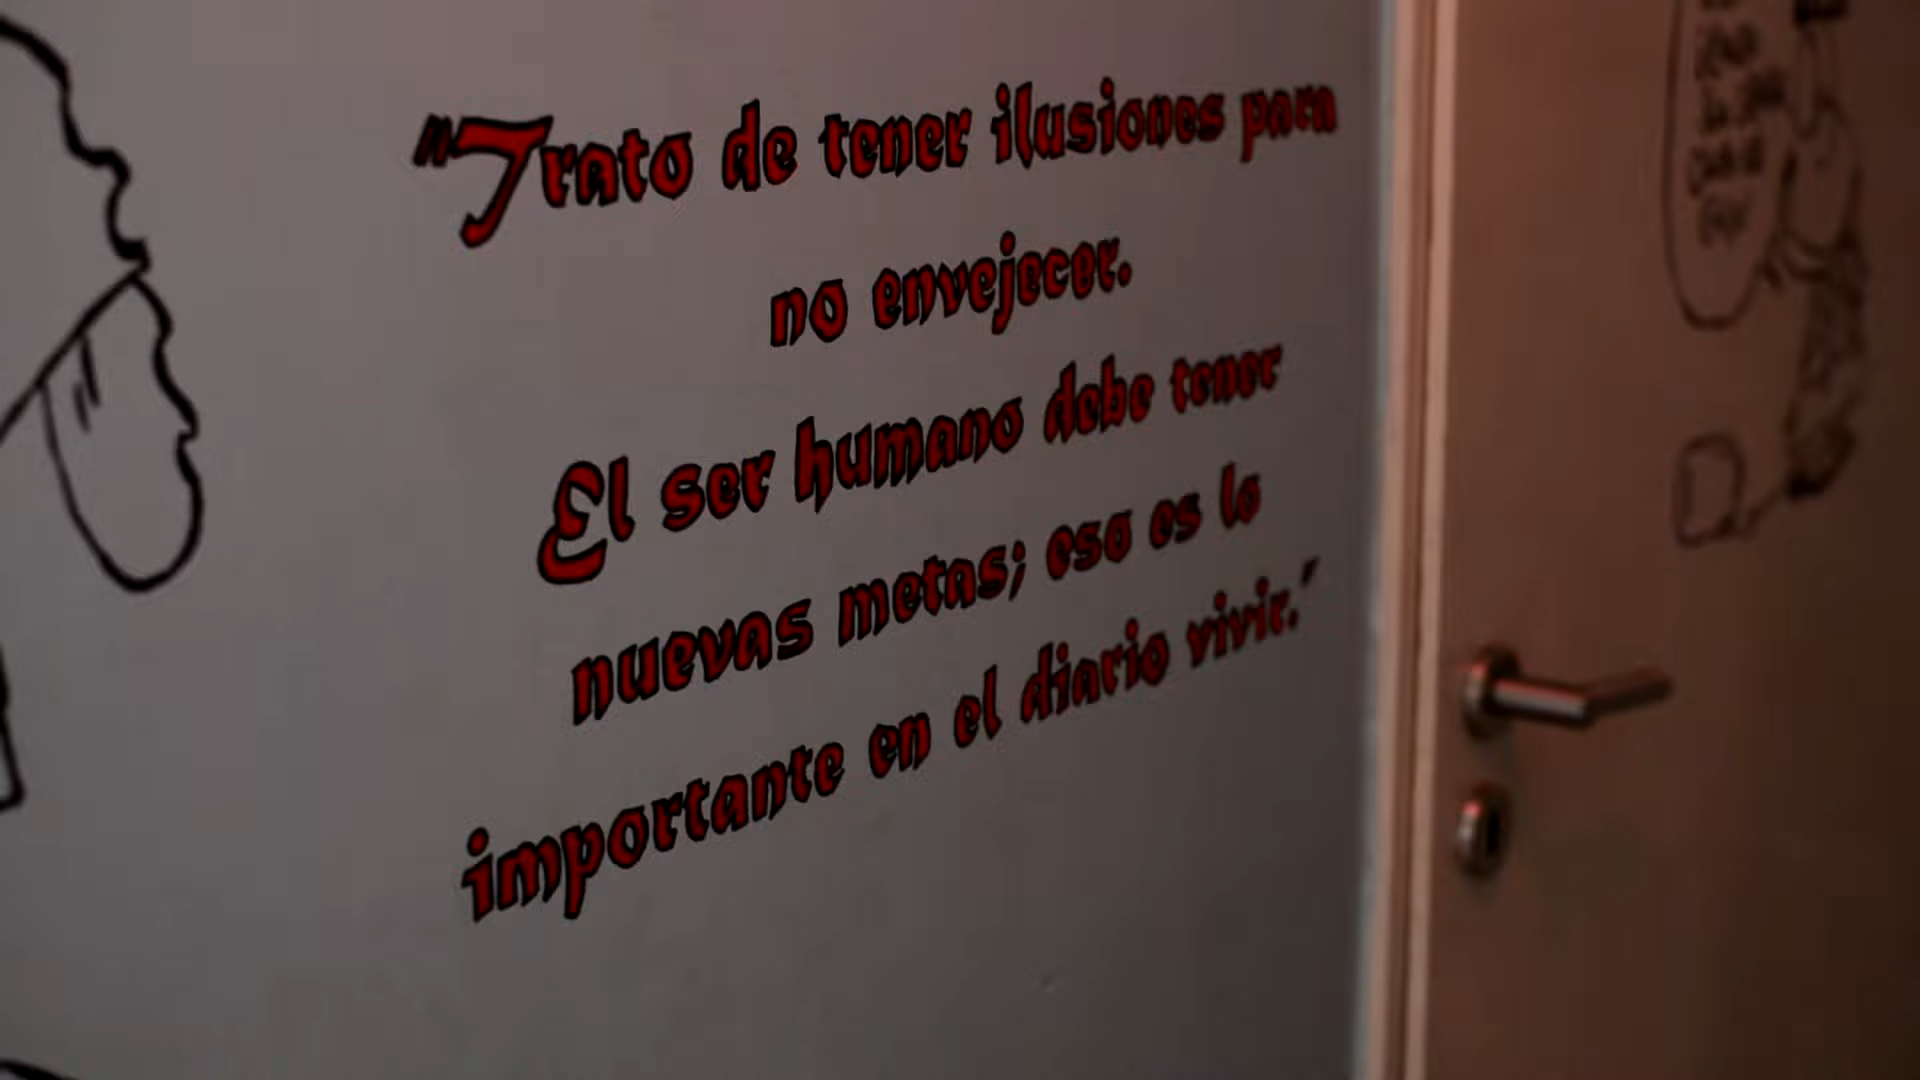 "Trato de tener ilusiones para
no envejecer.
El ser humano debe tener
nuevas metas; eso es lo
importante en el diario vivir.´